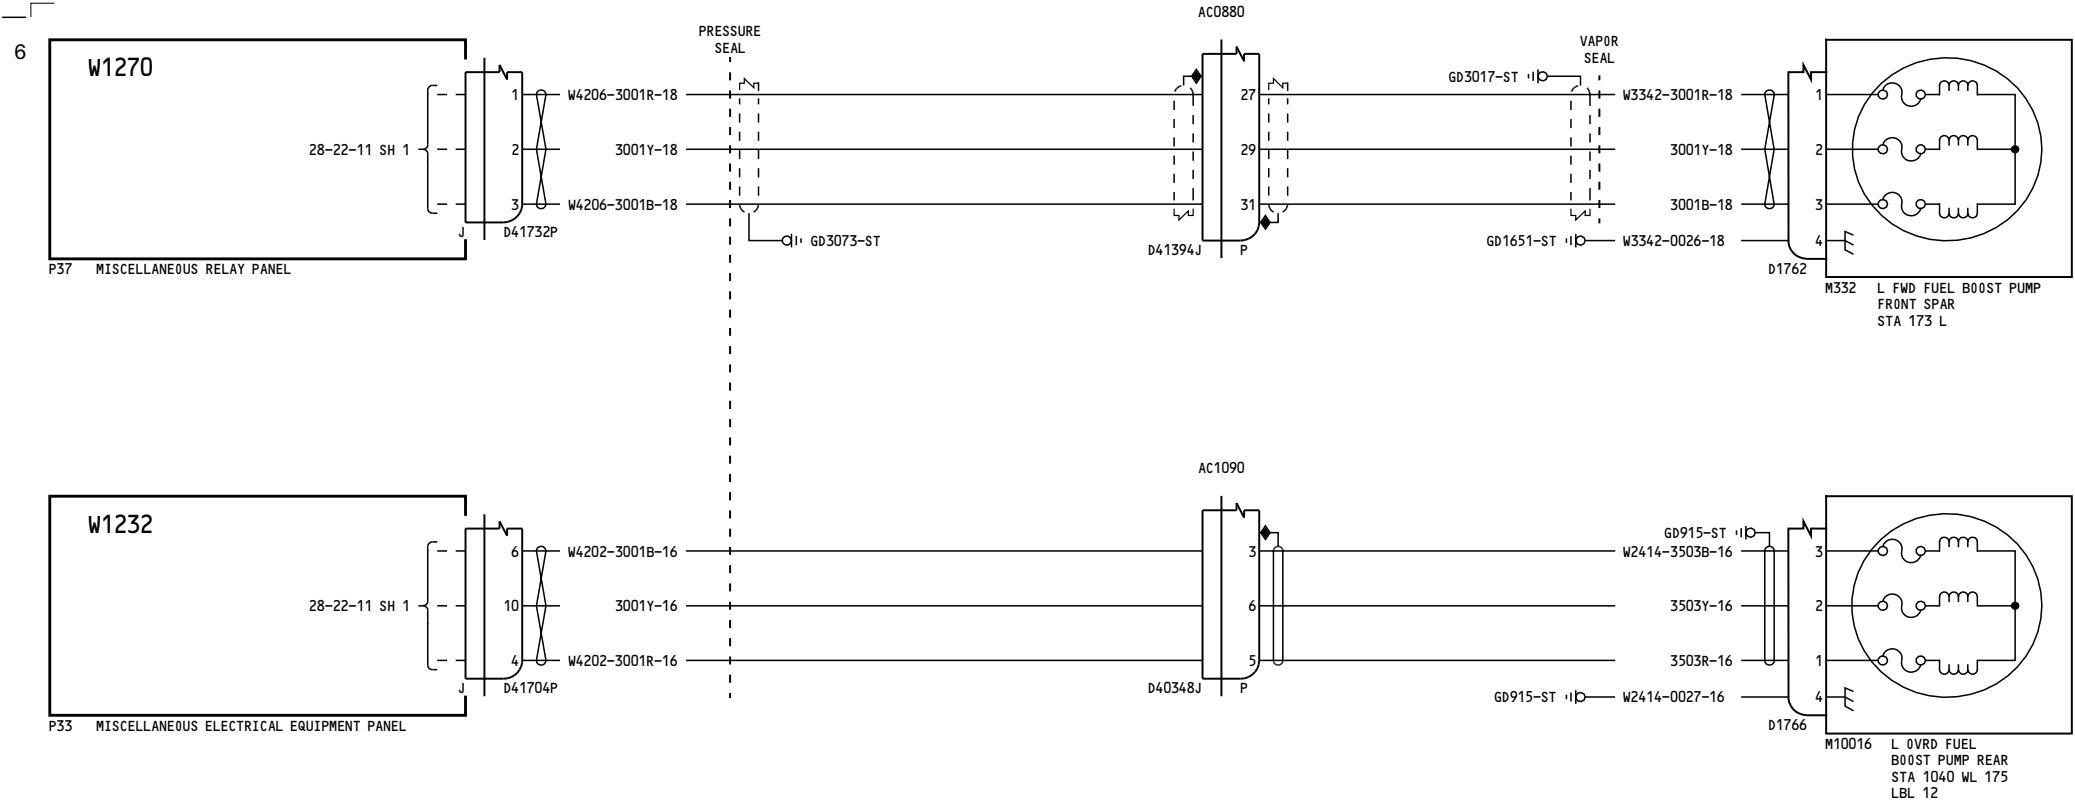 6
AC0880
PRESSURE
SEAL
VAPOR
SEAL
W1270
GD3017-ST
1 W4206-3001R-18 27 W3342-3001R-18 1
28-22-11 SH 1 2 3001Y-18 29 3001Y-18 2
3 W4206-3001B-18 31 3001B-18 3
J D41732P GD3073-ST D41394J P GD1651-ST W3342-0026-18 4
D1762
P37 MISCELLANEOUS RELAY PANEL
M332 L FWD FUEL BOOST PUMP
FRONT SPAR
STA 173 L
AC1090
W1232
GD915-ST
6 W4202-3001B-16 3 W2414-3503B-16 3
28-22-11 SH 1 10 3001Y-16 6 3503Y-16 2
4 W4202-3001R-16 5 3503R-16 1
J D41704P D40348J P GD915-ST W2414-0027-16 4
D1766
P33 MISCELLANEOUS ELECTRICAL EQUIPMENT PANEL
M10016 L OVRD FUEL
BOOST PUMP REAR
STA 1040 WL 175
LBL 12